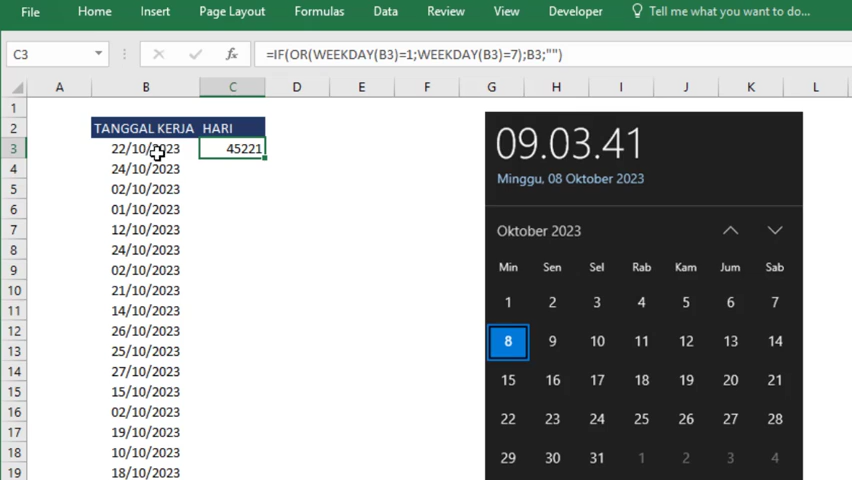 File Home Insert Page Layout Formulas Data Review View Developer Tell me what you want to do...
C3 fx =IF(OR(WEEKDAY(B3)=1;WEEKDAY(B3)=7);B3;"")
A B C D E F G H I J K L
1
2 TANGGAL KERJA HARI
3 22/10/2023 45221
4 24/10/2023
5 02/10/2023
6 01/10/2023
7 12/10/2023
8 24/10/2023
9 02/10/2023
10 21/10/2023
11 14/10/2023
12 26/10/2023
13 25/10/2023
14 27/10/2023
15 15/10/2023
16 02/10/2023
17 19/10/2023
18 10/10/2023
19 18/10/2023
09.03.41
Minggu, 08 Oktober 2023
Oktober 2023
Min Sen Sel Rab Kam Jum Sab
1 2 3 4 5 6 7
8 9 10 11 12 13 14
15 16 17 18 19 20 21
22 23 24 25 26 27 28
29 30 31 1 2 3 4